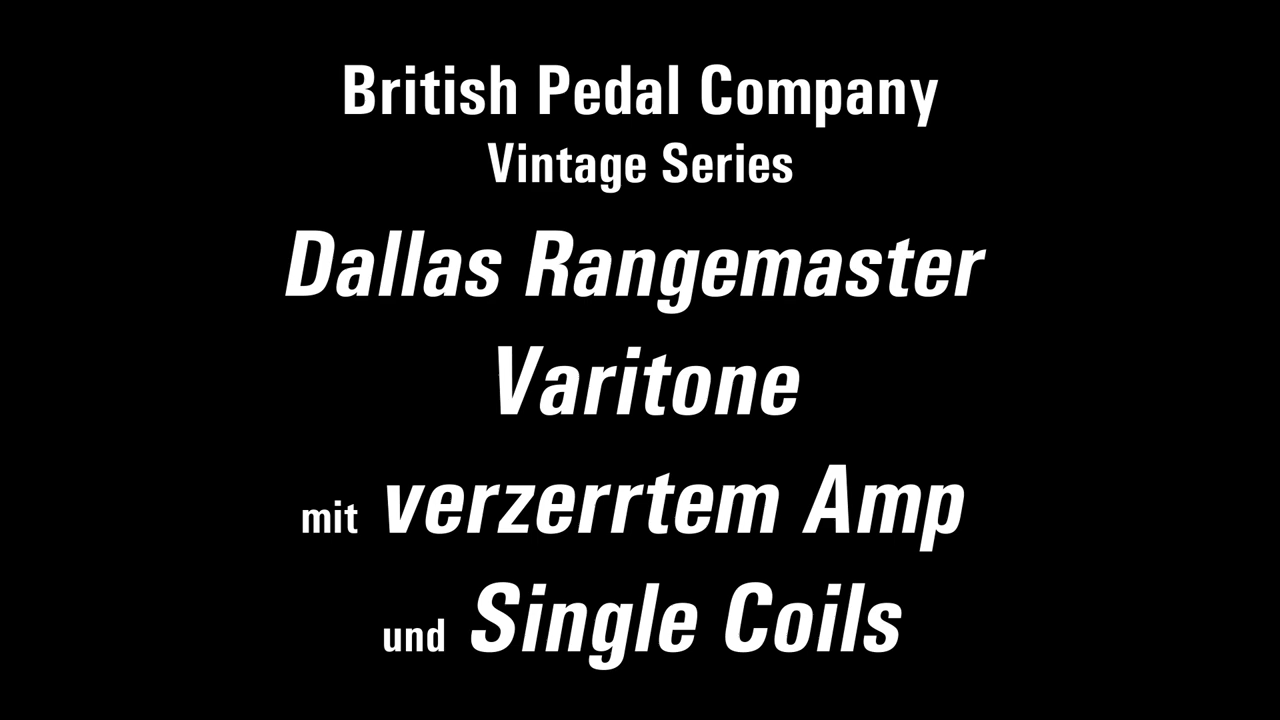 British Pedal Company
Vintage Series
Dallas Rangemaster
Varitone
mit verzerrtem Amp
und Single Coils